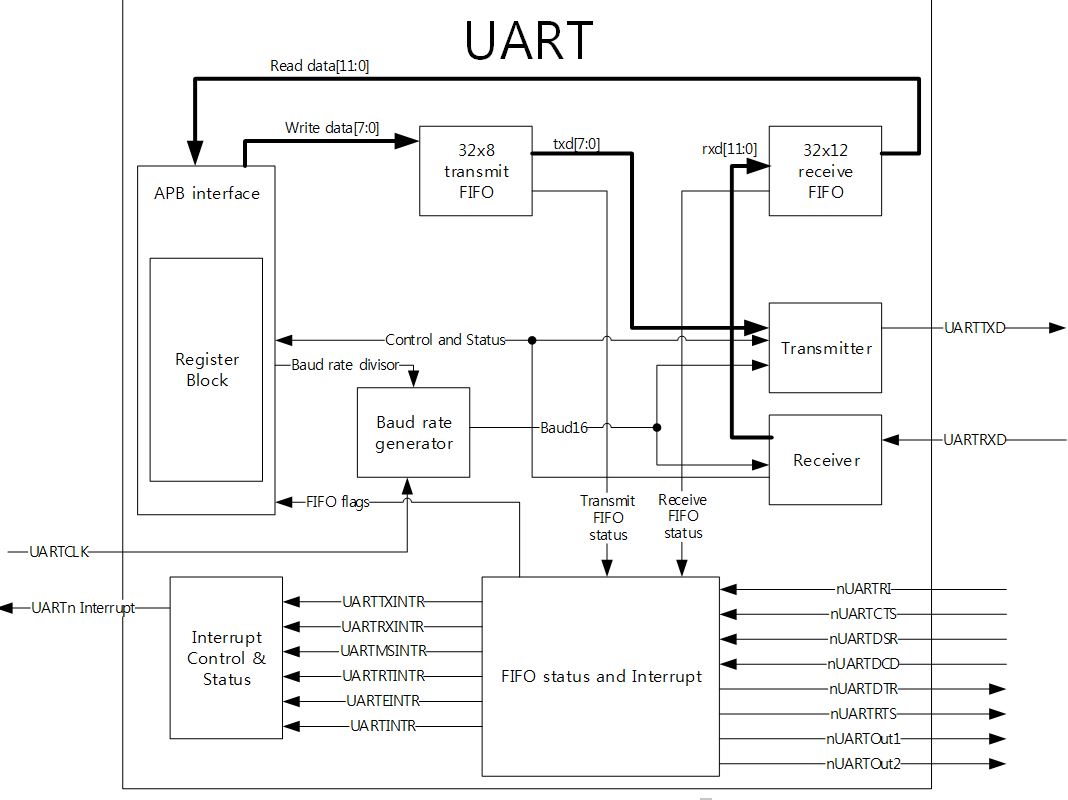 UART
Read data[11:0]
Write data[7:0]
txd[7:0]
rxd[11:0]
32x8
transmit
FIFO
32x12
receive
FIFO
APB interface
Register
Block
Control and Status
Baud rate divisor
Baud rate
generator
Baud16
Transmitter
UARTTXD
Receiver
UARTRXD
FIFO flags
Transmit
FIFO
status
Receive
FIFO
status
UARTCLK
UARTn Interrupt
Interrupt
Control &
Status
UARTTXINTR
UARTRXINTR
UARTMSINTR
UARTRTINTR
UARTEINTR
UARTINTR
FIFO status and Interrupt
nUARTRI
nUARTCTS
nUARTDSR
nUARTDCD
nUARTDTR
nUARTRTS
nUARTOut1
nUARTOut2